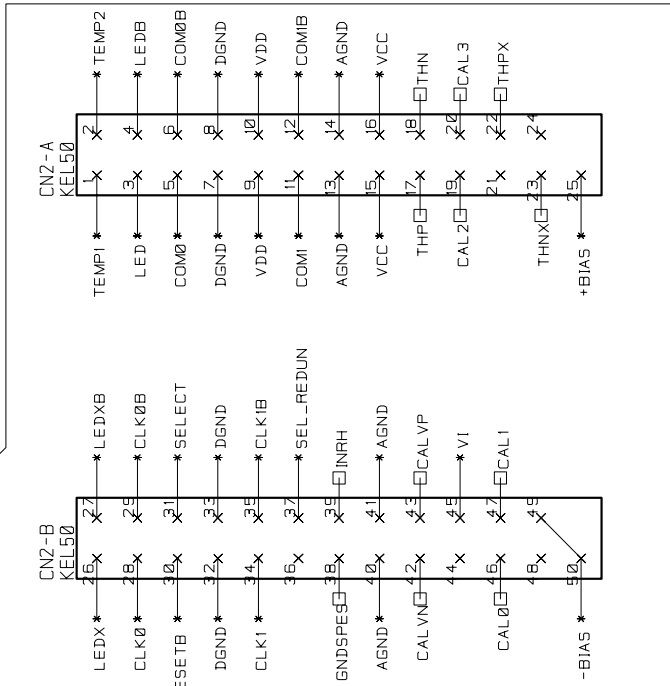 CN2-A
KEL50
TEMP2
LEDB
COM0B
DGND
VDD
COM1B
AGND
VCC
THN
CAL3
THPX
2
4
6
8
10
12
14
16
18
20
22
24
1
3
5
7
9
11
13
15
17
19
21
23
25
TEMP1
LED
COM0
DGND
VDD
COM1
AGND
VCC
THP
CAL2
THNX
+BIAS
CN2-B
KEL50
LEDXB
CLK0B
SELECT
DGND
CLK1B
SEL_REDUN
INRH
AGND
CALVP
VI
CAL1
27
29
31
33
35
37
39
41
43
45
47
49
26
28
30
32
34
36
38
40
42
44
46
48
50
LEDX
CLK0
ESETB
DGND
CLK1
GNDSPES
AGND
CALVN
CAL0
-BIAS